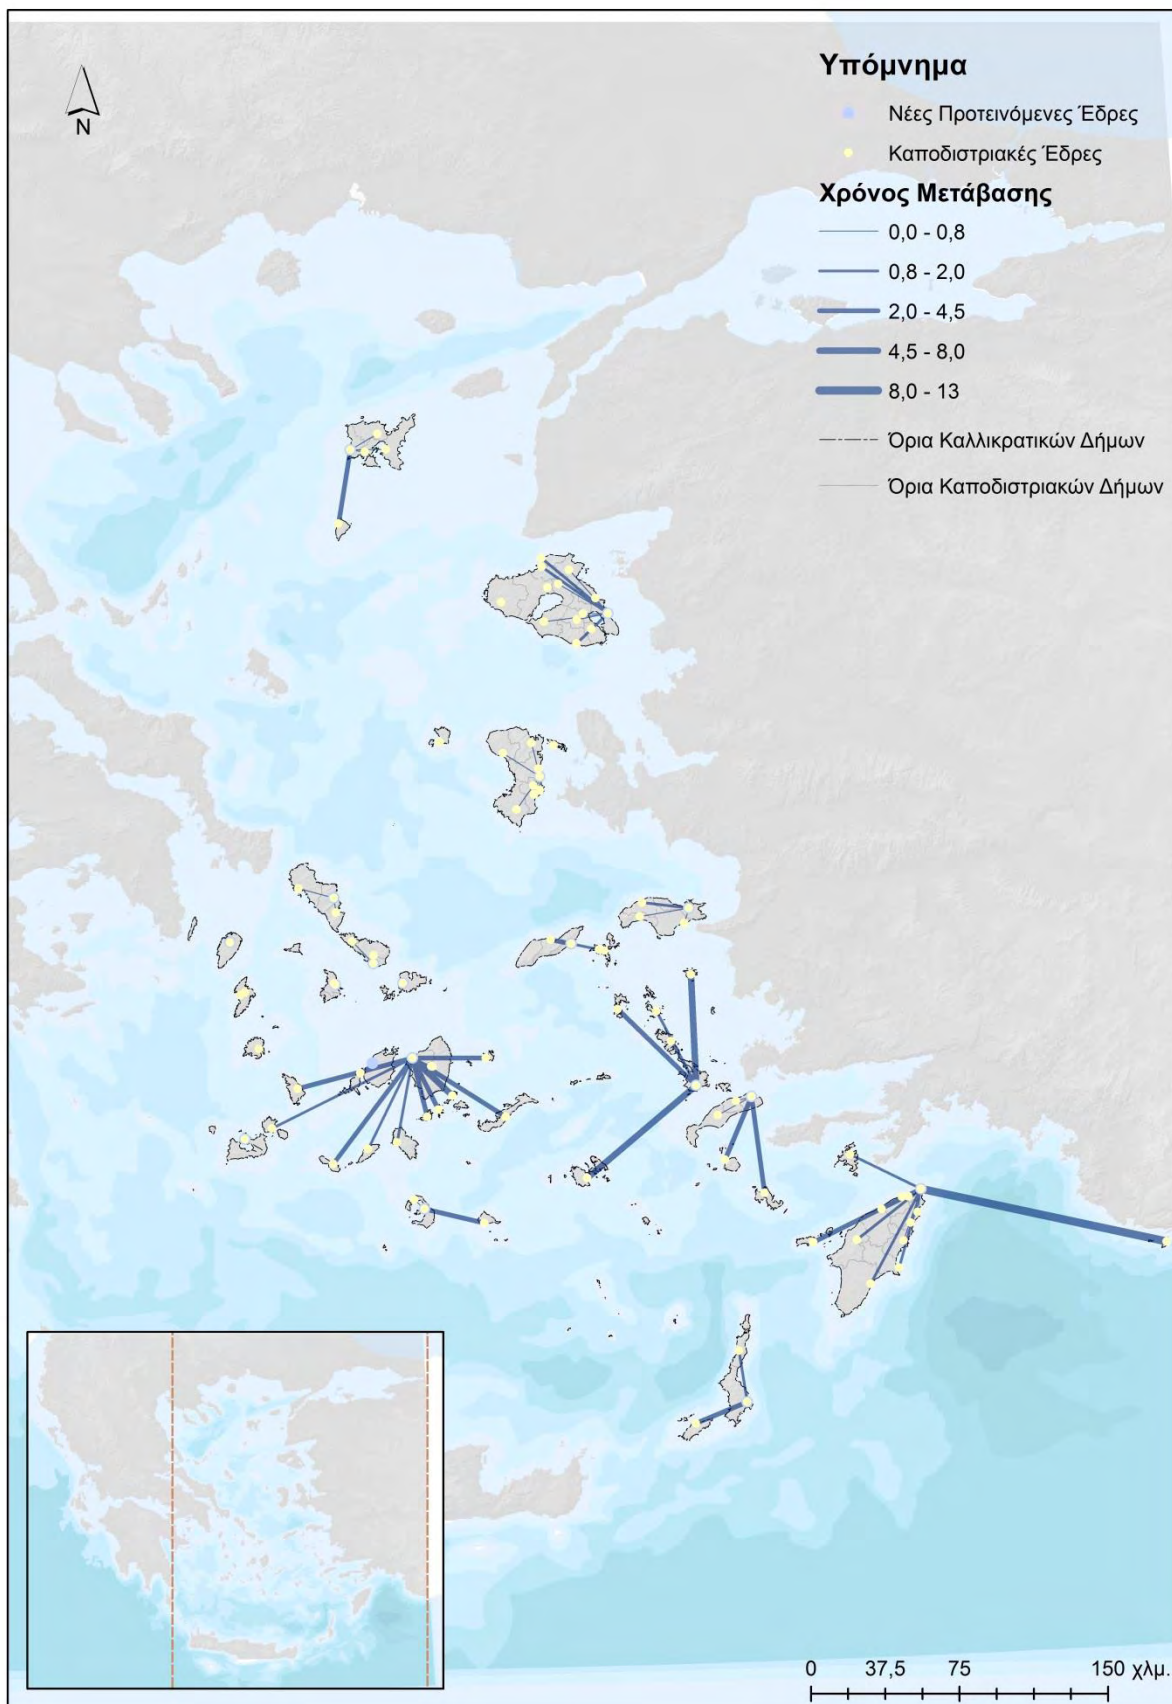 Υπόμνημα
Νέες Προτεινόμενες Έδρες
Καποδιστριακές Έδρες
Χρόνος Μετάβασης
0,0 - 0,8
0,8 - 2,0
2,0 - 4,5
4,5 - 8,0
8,0 - 13
Όρια Καλλικρατικών Δήμων
Όρια Καποδιστριακών Δήμων
N
0 37,5 75 150 χλμ.